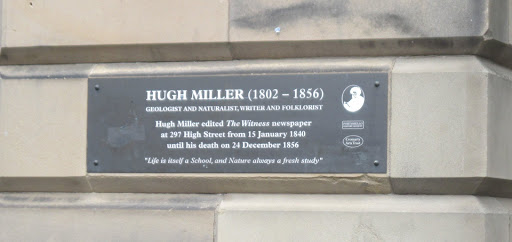 HUGH MILLER (1802 – 1856)
GEOLOGIST AND NATURALIST, WRITER AND FOLKLORIST
Hugh Miller edited The Witness newspaper
at 297 High Street from 15 January 1840
until his death on 24 December 1856
"Life is itself a School, and Nature always a fresh study"